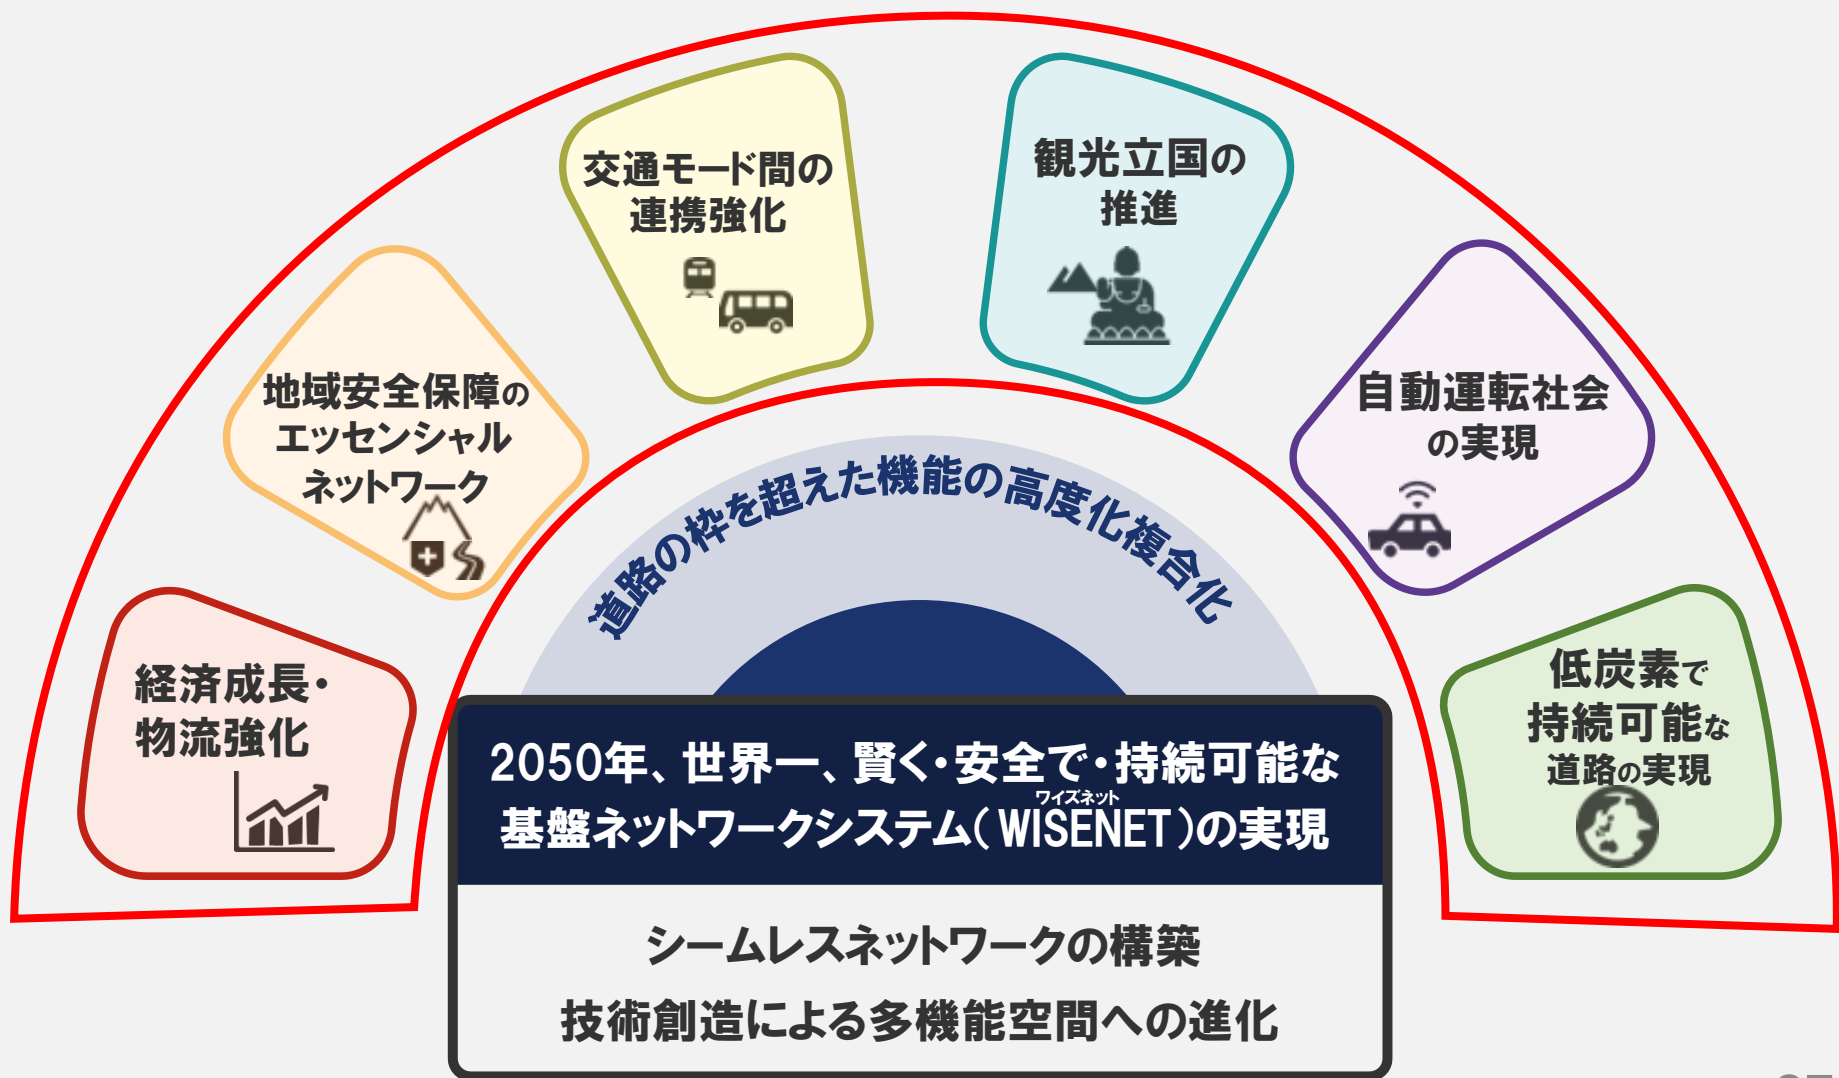 交通モード間の
連携強化
観光立国の
推進
地域安全保障の
エッセンシャル
ネットワーク
自動運転社会
の実現
経済成長・
物流強化
低炭素で
持続可能な
道路の実現
道路の枠を超えた機能の高度化複合化
2050年、世界一、賢く・安全で・持続可能な
ワイズネット
基盤ネットワークシステム(WISENET)の実現
シームレスネットワークの構築
技術創造による多機能空間への進化